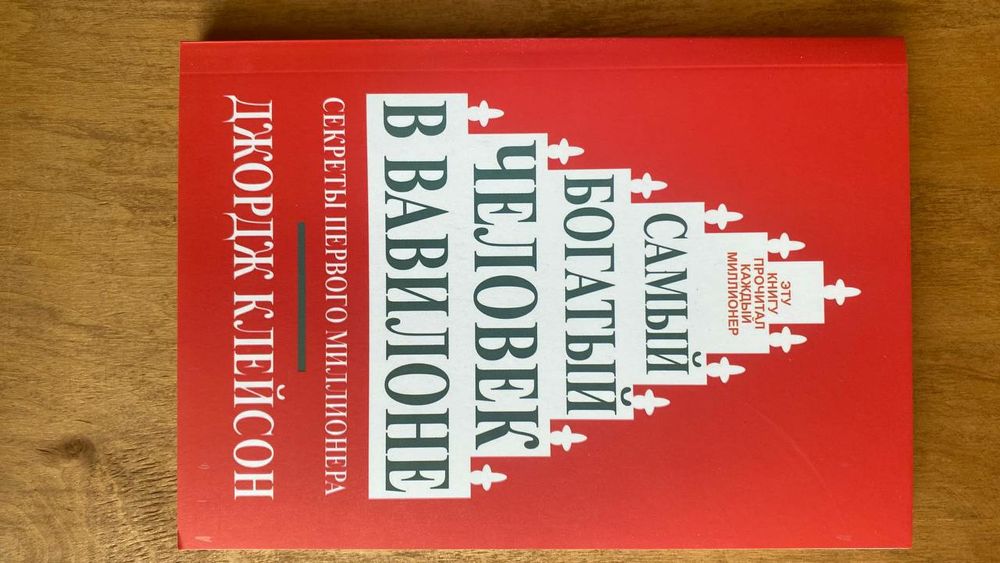 ЭТУ
КНИГУ
ПРОЧИТАЛ
КАЖДЫЙ
МИЛЛИОНЕР
САМЫЙ
БОГАТЫЙ
ЧЕЛОВЕК
В ВАВИЛОНЕ
СЕКРЕТЫ ПЕРВОГО МИЛЛИОНЕРА
ДЖОРДЖ КЛЕЙСОН